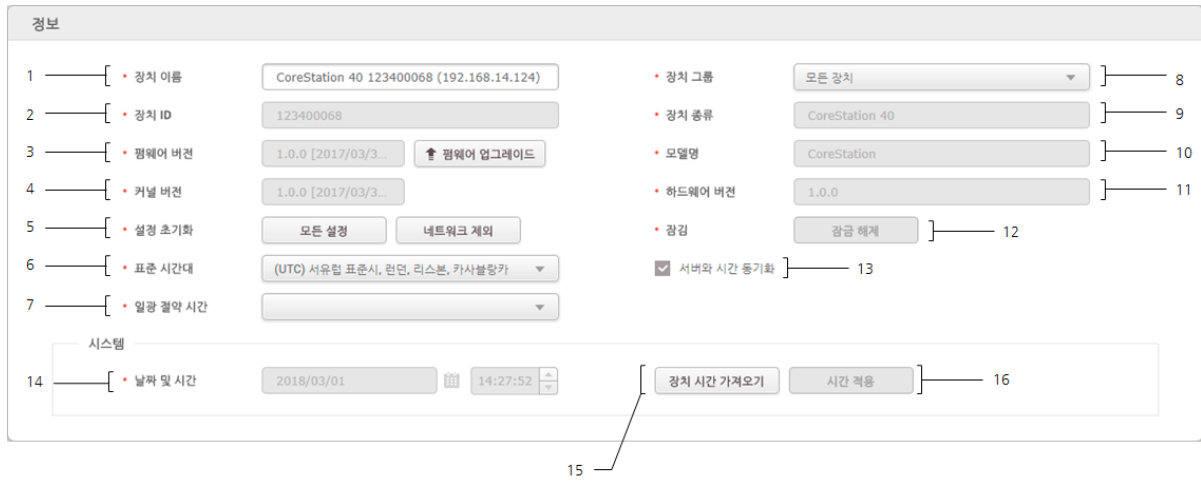 정보
1 • 장치 이름 CoreStation 40 123400068 (192.168.14.124) • 장치 그룹 모든 장치 8
2 • 장치 ID 123400068 • 장치 종류 CoreStation 40 9
3 • 펌웨어 버전 1.0.0 [2017/03/3... 펌웨어 업그레이드 • 모델명 CoreStation 10
4 • 커널 버전 1.0.0 [2017/03/3... • 하드웨어 버전 1.0.0 11
5 • 설정 초기화 모든 설정 네트워크 제외 • 잠김 잠금 해제 12
6 • 표준 시간대 (UTC) 서유럽 표준시, 런던, 리스본, 카사블랑카 서버와 시간 동기화 13
7 • 일광 절약 시간
시스템
14 • 날짜 및 시간 2018/03/01 14:27:52 장치 시간 가져오기 시간 적용 16
15